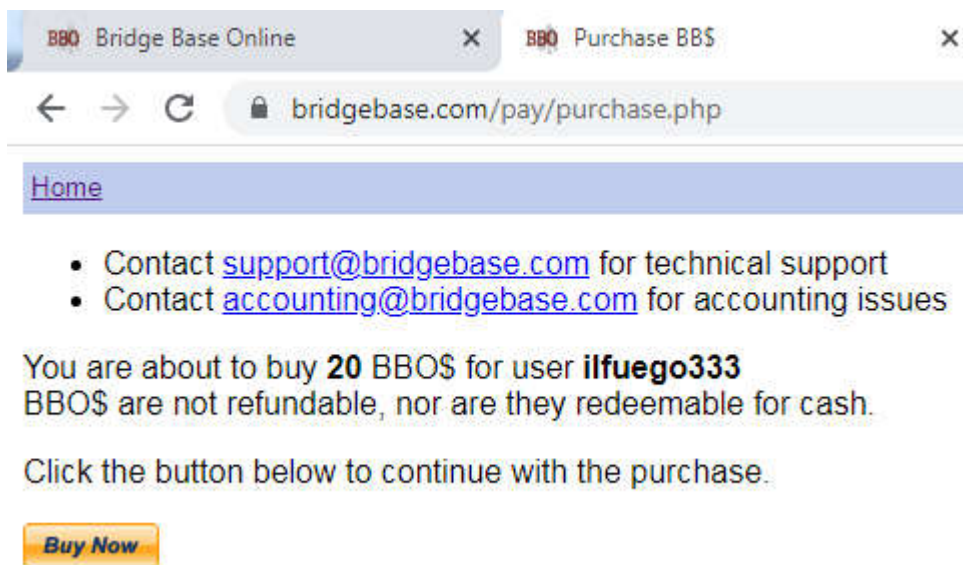 BBO Bridge Base Online × BBO Purchase BB$ ×
bridgebase.com/pay/purchase.php
Home
• Contact support@bridgebase.com for technical support
• Contact accounting@bridgebase.com for accounting issues
You are about to buy 20 BBO$ for user ilfuego333
BBO$ are not refundable, nor are they redeemable for cash.
Click the button below to continue with the purchase.
Buy Now